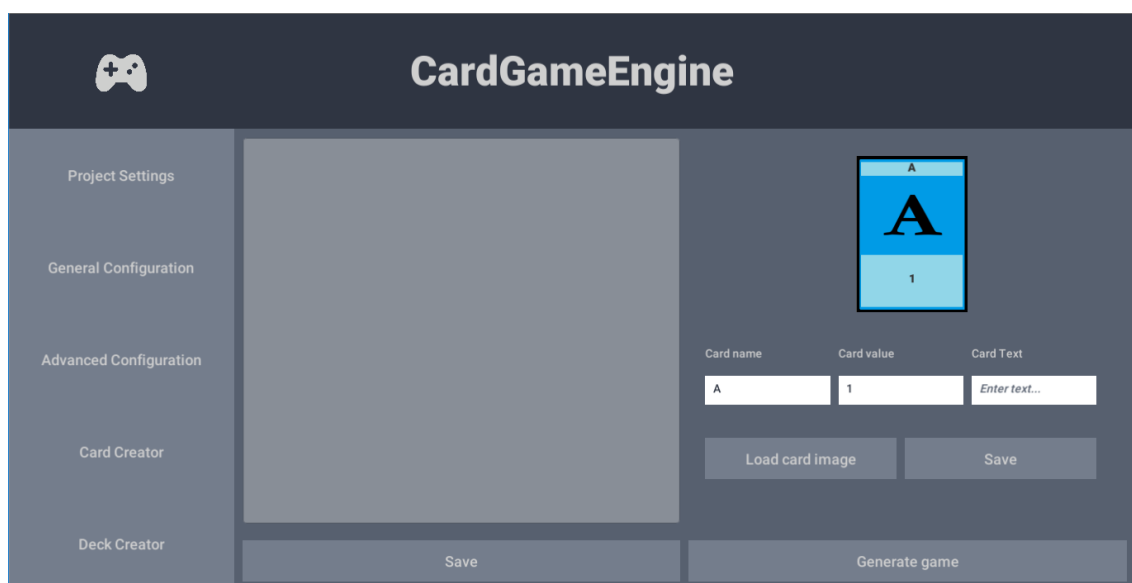 CardGameEngine
Project Settings
General Configuration
Advanced Configuration
Card Creator
Deck Creator
A
A
1
Card name
Card value
Card Text
A
1
Enter text...
Load card image
Save
Save
Generate game